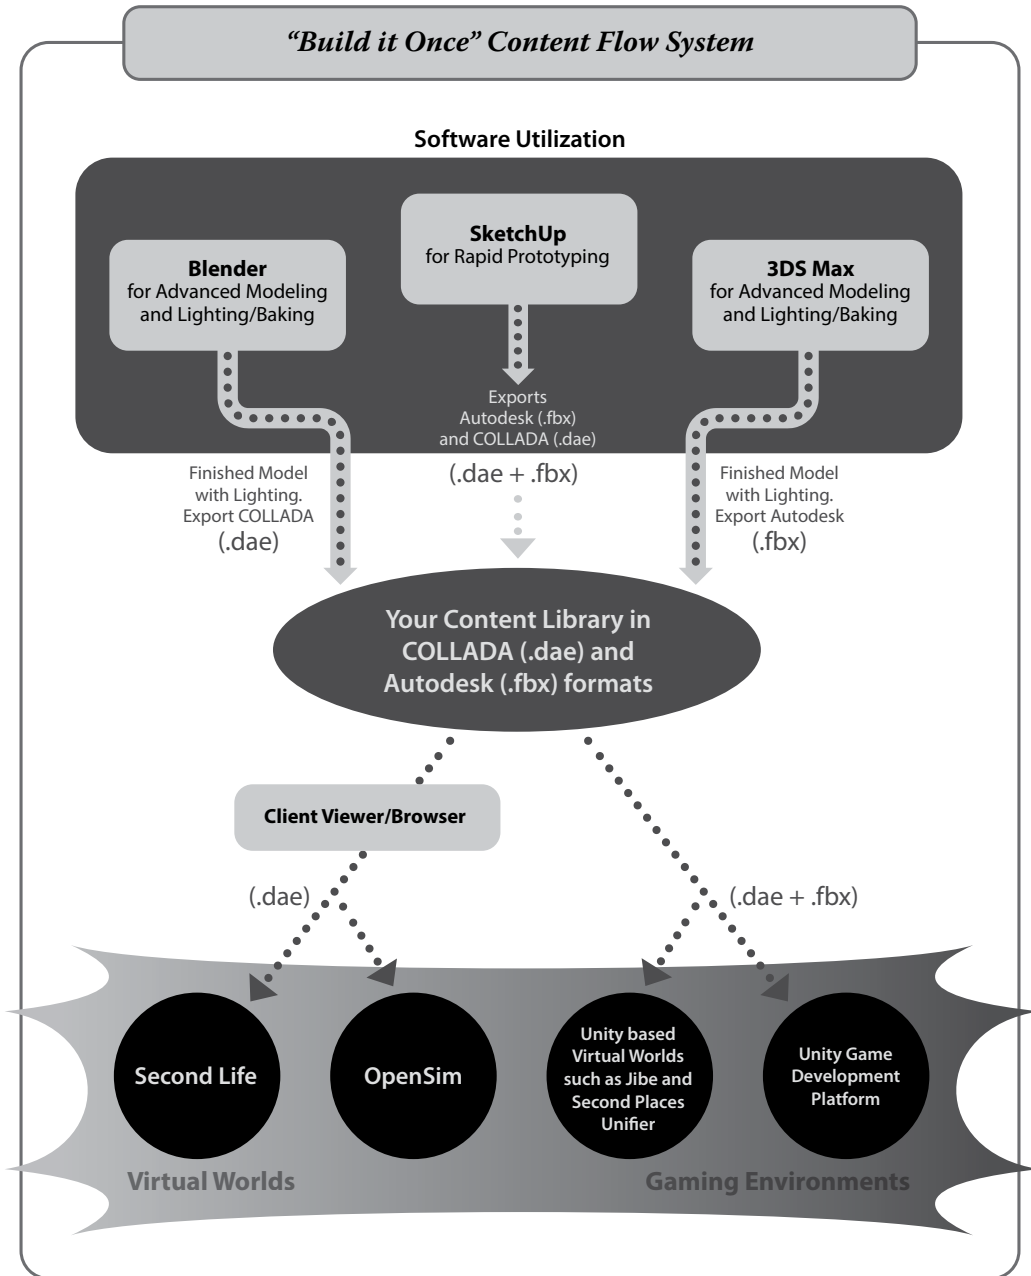 “Build it Once” Content Flow System
Software Utilization
SketchUp
for Rapid Prototyping
Blender
for Advanced Modeling
and Lighting/Baking
3DS Max
for Advanced Modeling
and Lighting/Baking
Exports
Autodesk (.fbx)
and COLLADA (.dae)
(.dae + .fbx)
Finished Model
with Lighting.
Export COLLADA
(.dae)
Finished Model
with Lighting.
Export Autodesk
(.fbx)
Your Content Library in
COLLADA (.dae) and
Autodesk (.fbx) formats
Client Viewer/Browser
(.dae)
(.dae + .fbx)
Second Life
OpenSim
Unity based
Virtual Worlds
such as Jibe and
Second Places
Unifier
Unity Game
Development
Platform
Virtual Worlds
Gaming Environments